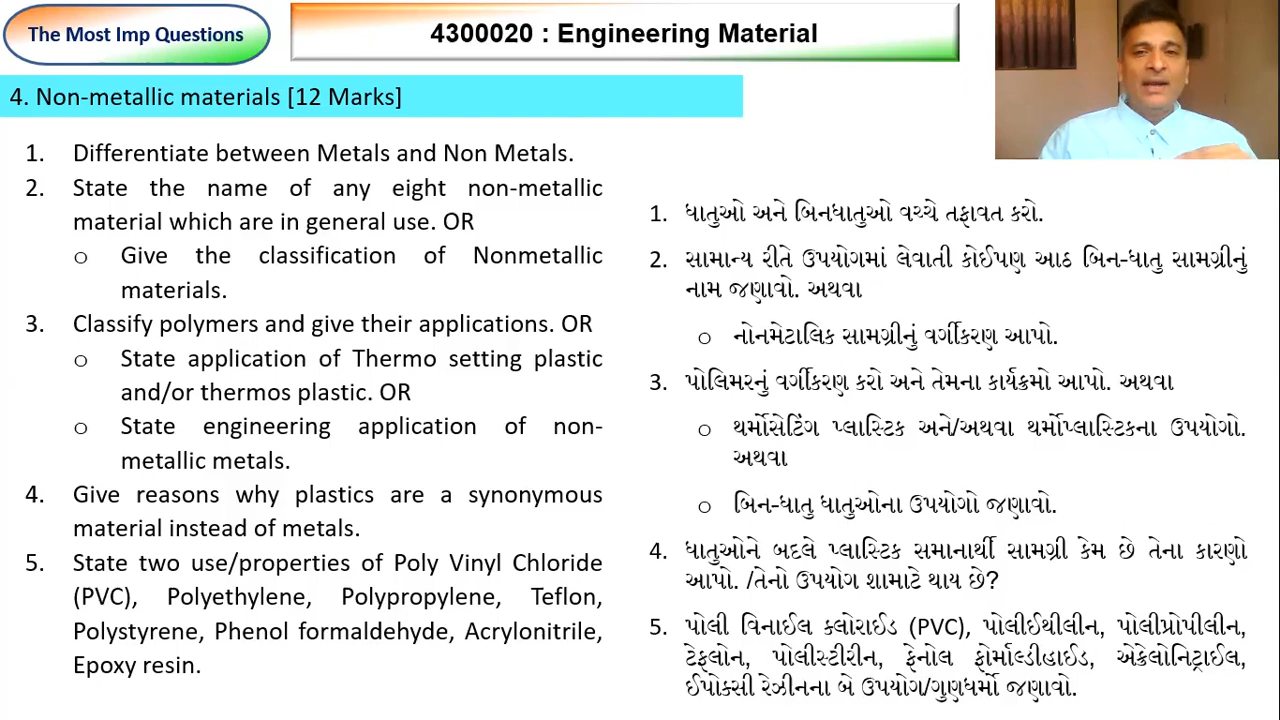 The Most Imp Questions
4300020 : Engineering Material
4. Non-metallic materials [12 Marks]
1. Differentiate between Metals and Non Metals.
2. State the name of any eight non-metallic
material which are in general use. OR
o Give the classification of Nonmetallic
materials.
3. Classify polymers and give their applications. OR
o State application of Thermo setting plastic
and/or thermos plastic. OR
o State engineering application of non-
metallic metals.
4. Give reasons why plastics are a synonymous
material instead of metals.
5. State two use/properties of Poly Vinyl Chloride
(PVC), Polyethylene, Polypropylene, Teflon,
Polystyrene, Phenol formaldehyde, Acrylonitrile,
Epoxy resin.
1. ધાતુઓ અને બિનધાતુઓ વચ્ચે તફાવત કરો.
2. સામાન્ય રીતે ઉપયોગમાં લેવાતી કોઈપણ આઠ બિન-ધાતુ સામગ્રીનું
નામ જણાવો. અથવા
o નોનમેટાલિક સામગ્રીનું વર્ગીકરણ આપો.
3. પોલિમરનું વર્ગીકરણ કરો અને તેમના કાર્યક્રમો આપો. અથવા
o થર્મોસેટિંગ પ્લાસ્ટિક અને/અથવા થર્મોપ્લાસ્ટિકના ઉપયોગો.
અથવા
o બિન-ધાતુ ધાતુઓના ઉપયોગો જણાવો.
4. ધાતુઓને બદલે પ્લાસ્ટિક સમાનાર્થી સામગ્રી કેમ છે તેના કારણો
આપો. /તેનો ઉપયોગ શામાટે થાય છે?
5. પોલી વિનાઈલ ક્લોરાઈડ (PVC), પોલીઈથીલીન, પોલીપ્રોપીલીન,
ટેફલોન, પોલીસ્ટીરીન, ફેનોલ ફોર્માલ્ડીહાઈડ, એક્રેલોનિટ્રાઈલ,
ઈપોક્સી રેઝીનના બે ઉપયોગ/ગુણધર્મો જણાવો.